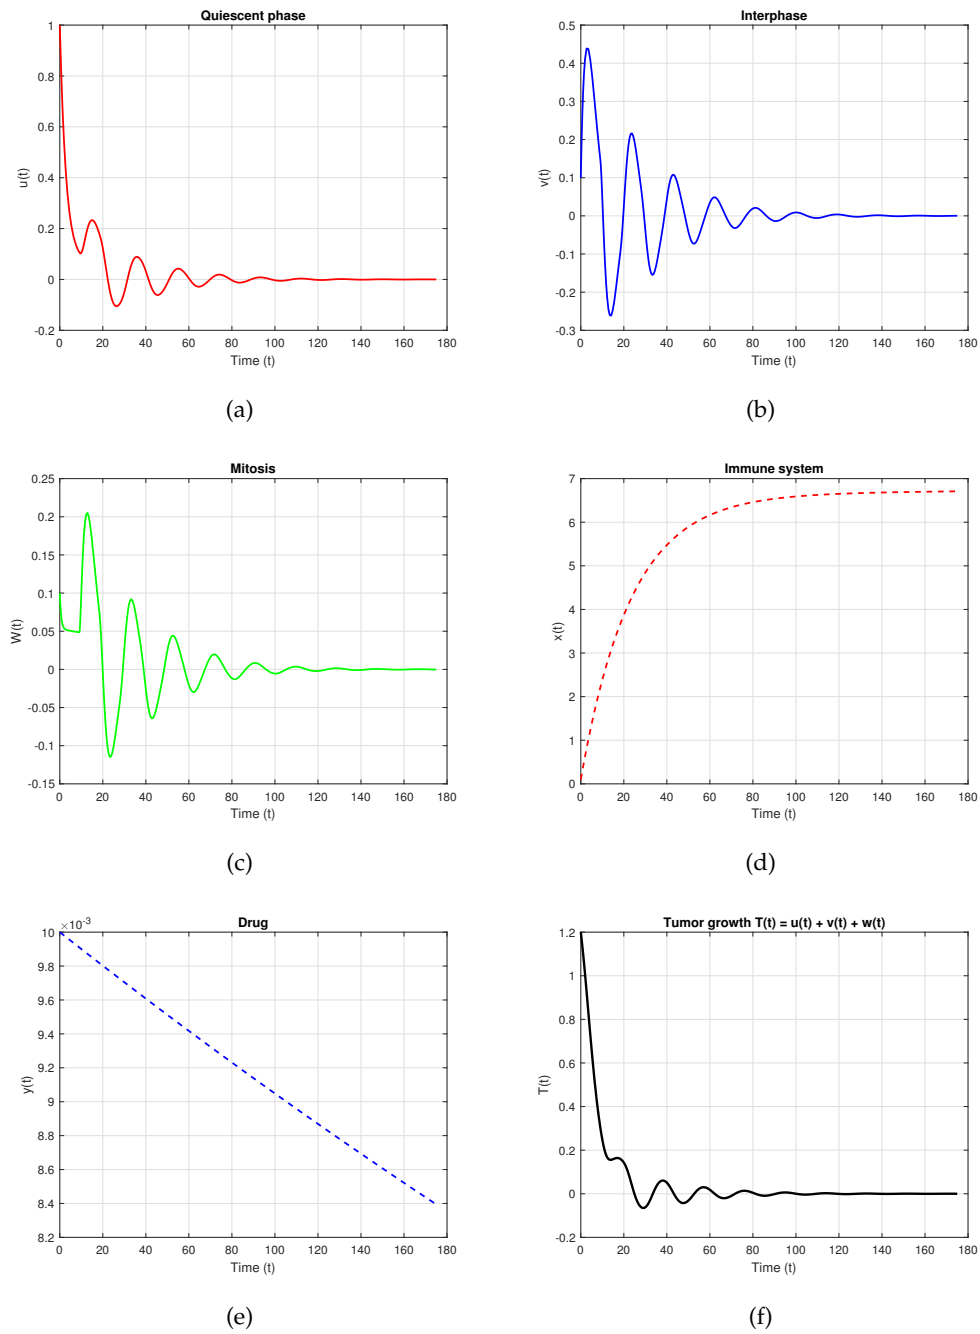 Quiescent phase
1
0.8
0.6
0.4
0.2
0
-0.2
u(t)
0 20 40 60 80 100 120 140 160 180
Time (t)
(a)
Interphase
0.5
0.4
0.3
0.2
0.1
0
-0.1
-0.2
-0.3
v(t)
0 20 40 60 80 100 120 140 160 180
Time (t)
(b)
Mitosis
0.25
0.2
0.15
0.1
0.05
0
-0.05
-0.1
-0.15
W(t)
0 20 40 60 80 100 120 140 160 180
Time (t)
(c)
Immune system
7
6
5
4
3
2
1
0
x(t)
0 20 40 60 80 100 120 140 160 180
Time (t)
(d)
Drug
×10⁻³
10
9.8
9.6
9.4
9.2
9
8.8
8.6
8.4
8.2
y(t)
0 20 40 60 80 100 120 140 160 180
Time (t)
(e)
Tumor growth T(t) = u(t) + v(t) + w(t)
1.2
1
0.8
0.6
0.4
0.2
0
-0.2
T(t)
0 20 40 60 80 100 120 140 160 180
Time (t)
(f)